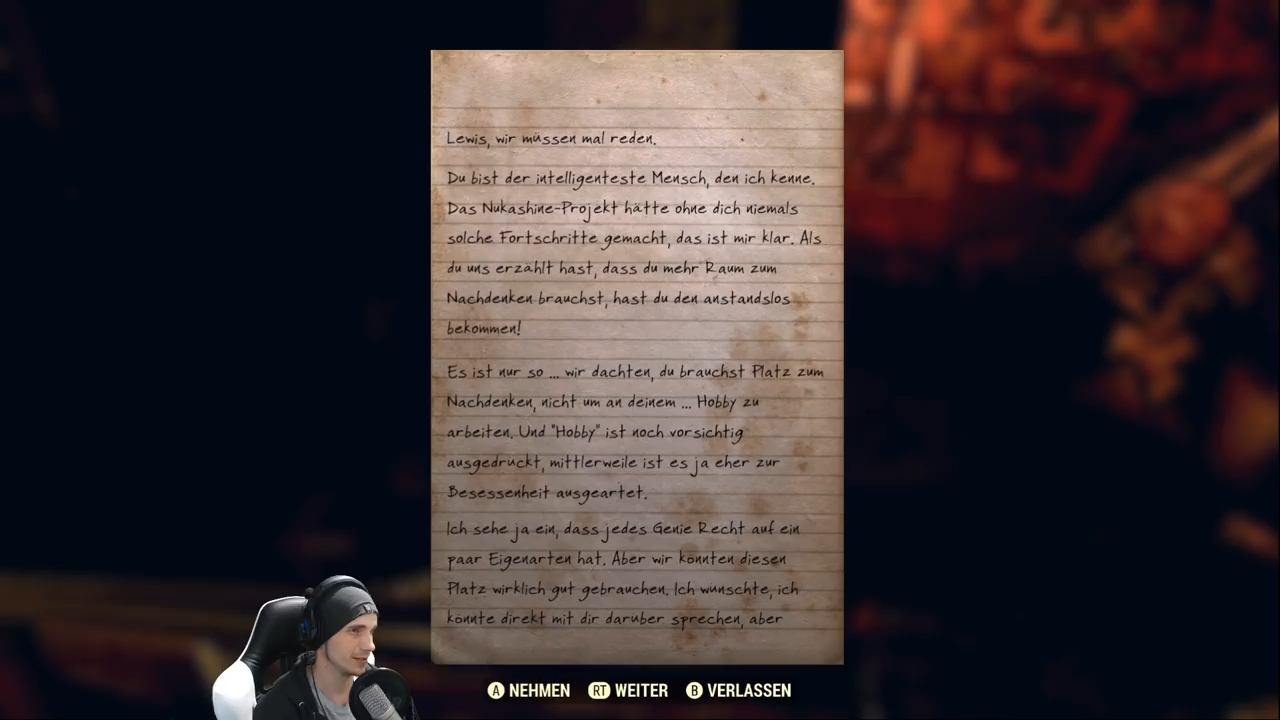 Lewis, wir müssen mal reden.
Du bist der intelligenteste Mensch, den ich kenne.
Das Nukashine-Projekt hätte ohne dich niemals
solche Fortschritte gemacht, das ist mir klar. Als
du uns erzählt hast, dass du mehr Raum zum
Nachdenken brauchst, hast du den anstandslos
bekommen!
Es ist nur so ... wir dachten, du brauchst Platz zum
Nachdenken, nicht um an deinem ... Hobby zu
arbeiten. Und "Hobby" ist noch vorsichtig
ausgedrückt, mittlerweile ist es ja eher zur
Besessenheit ausgeartet.
Ich sehe ja ein, dass jedes Genie Recht auf ein
paar Eigenarten hat. Aber wir könnten diesen
Platz wirklich gut gebrauchen. Ich wünschte, ich
könnte direkt mit dir darüber sprechen, aber
A NEHMEN RT WEITER B VERLASSEN